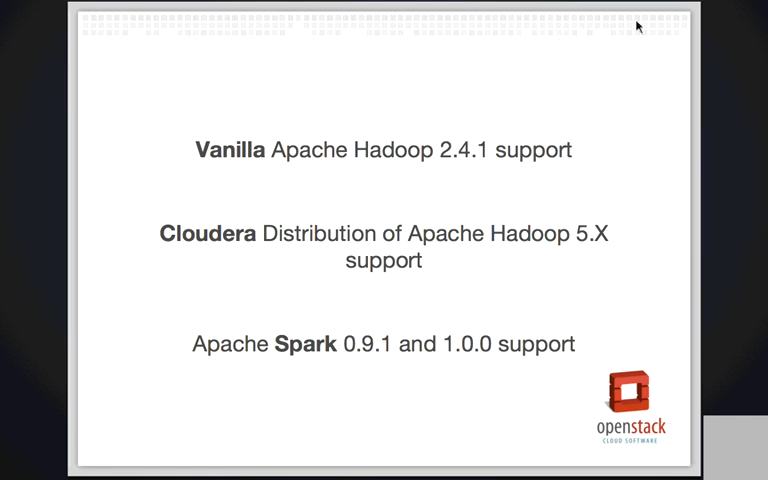 Vanilla Apache Hadoop 2.4.1 support
Cloudera Distribution of Apache Hadoop 5.X
support
Apache Spark 0.9.1 and 1.0.0 support
openstack
CLOUD SOFTWARE